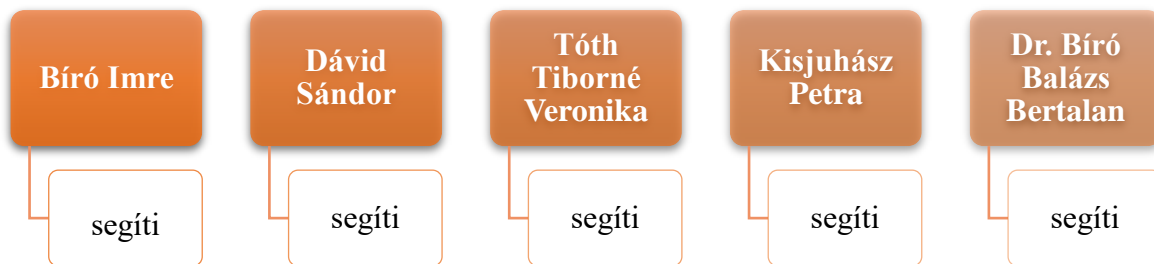 Bíró Imre
Dávid
Sándor
Tóth
Tiborné
Veronika
Kisjuhász
Petra
Dr. Bíró
Balázs
Bertalan
segíti
segíti
segíti
segíti
segíti